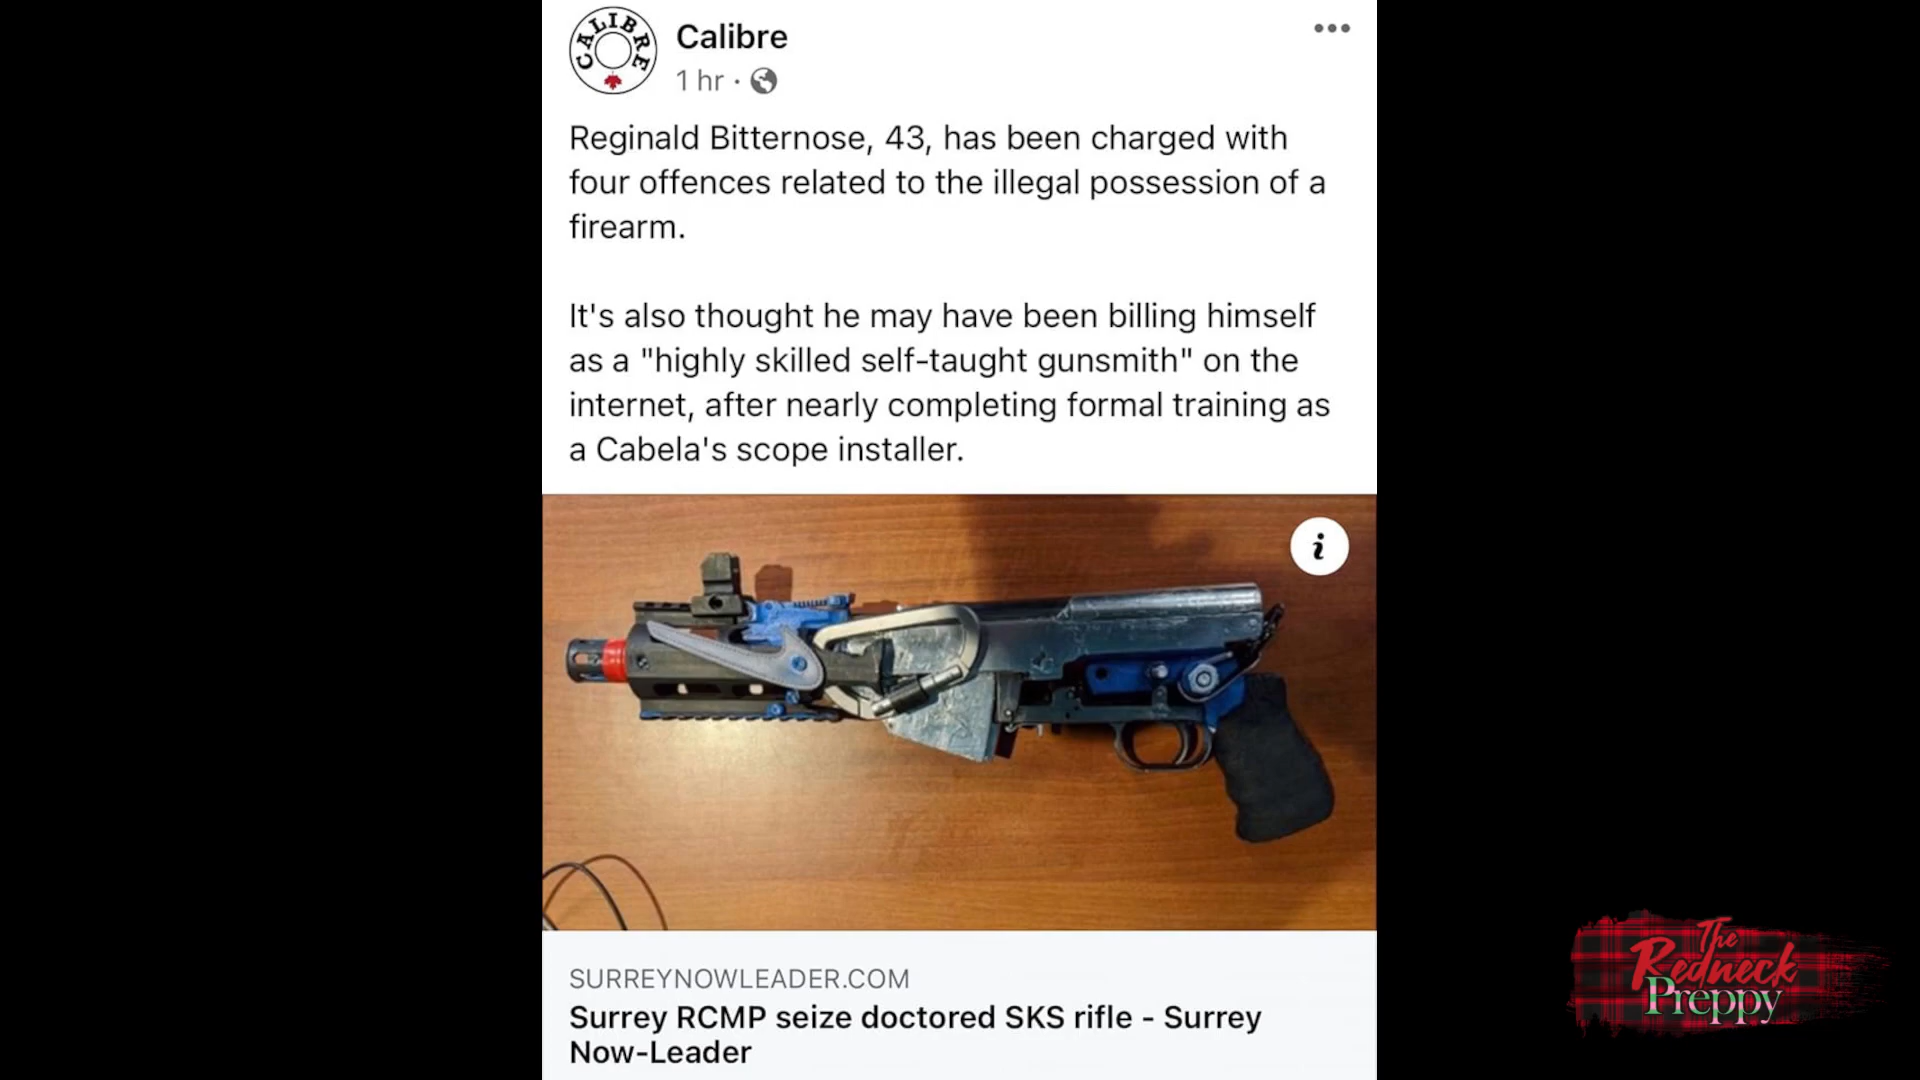 CALIBRE
Calibre
1 hr ·
Reginald Bitternose, 43, has been charged with
four offences related to the illegal possession of a
firearm.
It's also thought he may have been billing himself
as a "highly skilled self-taught gunsmith" on the
internet, after nearly completing formal training as
a Cabela's scope installer.
i
SURREYNOWLEADER.COM
Surrey RCMP seize doctored SKS rifle - Surrey
Now-Leader
The
Redneck
Preppy